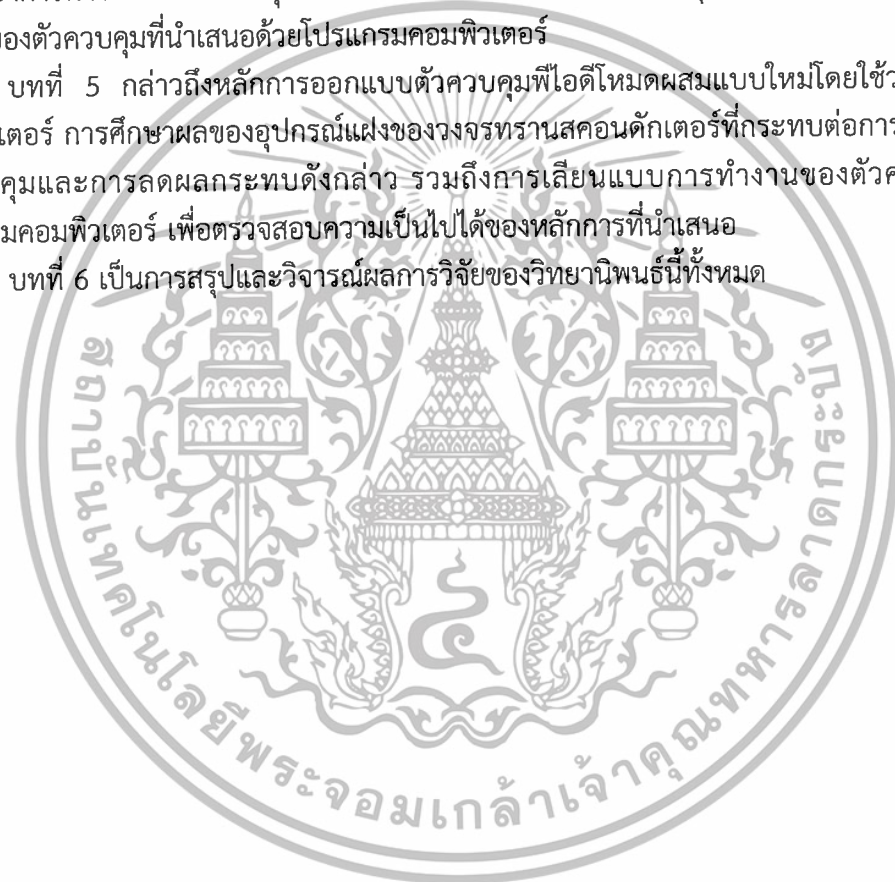 ของตัวควบคุมที่นำเสนอด้วยโปรแกรมคอมพิวเตอร์
บทที่ 5 กล่าวถึงหลักการออกแบบตัวควบคุมพีไอดีโหมดผสมแบบใหม่โดยใช้ว
เตอร์ การศึกษาผลของอุปกรณ์แฝงของวงจรทรานสคอนดักเตอร์ที่กระทบต่อการ
คุมและการลดผลกระทบดังกล่าว รวมถึงการเลียนแบบการทำงานของตัวค
มคอมพิวเตอร์ เพื่อตรวจสอบความเป็นไปได้ของหลักการที่นำเสนอ
บทที่ 6 เป็นการสรุปและวิจารณ์ผลการวิจัยของวิทยานิพนธ์นี้ทั้งหมด
สถาบันเทคโนโลยีพระจอมเกล้าเจ้าคุณทหารลาดกระบัง